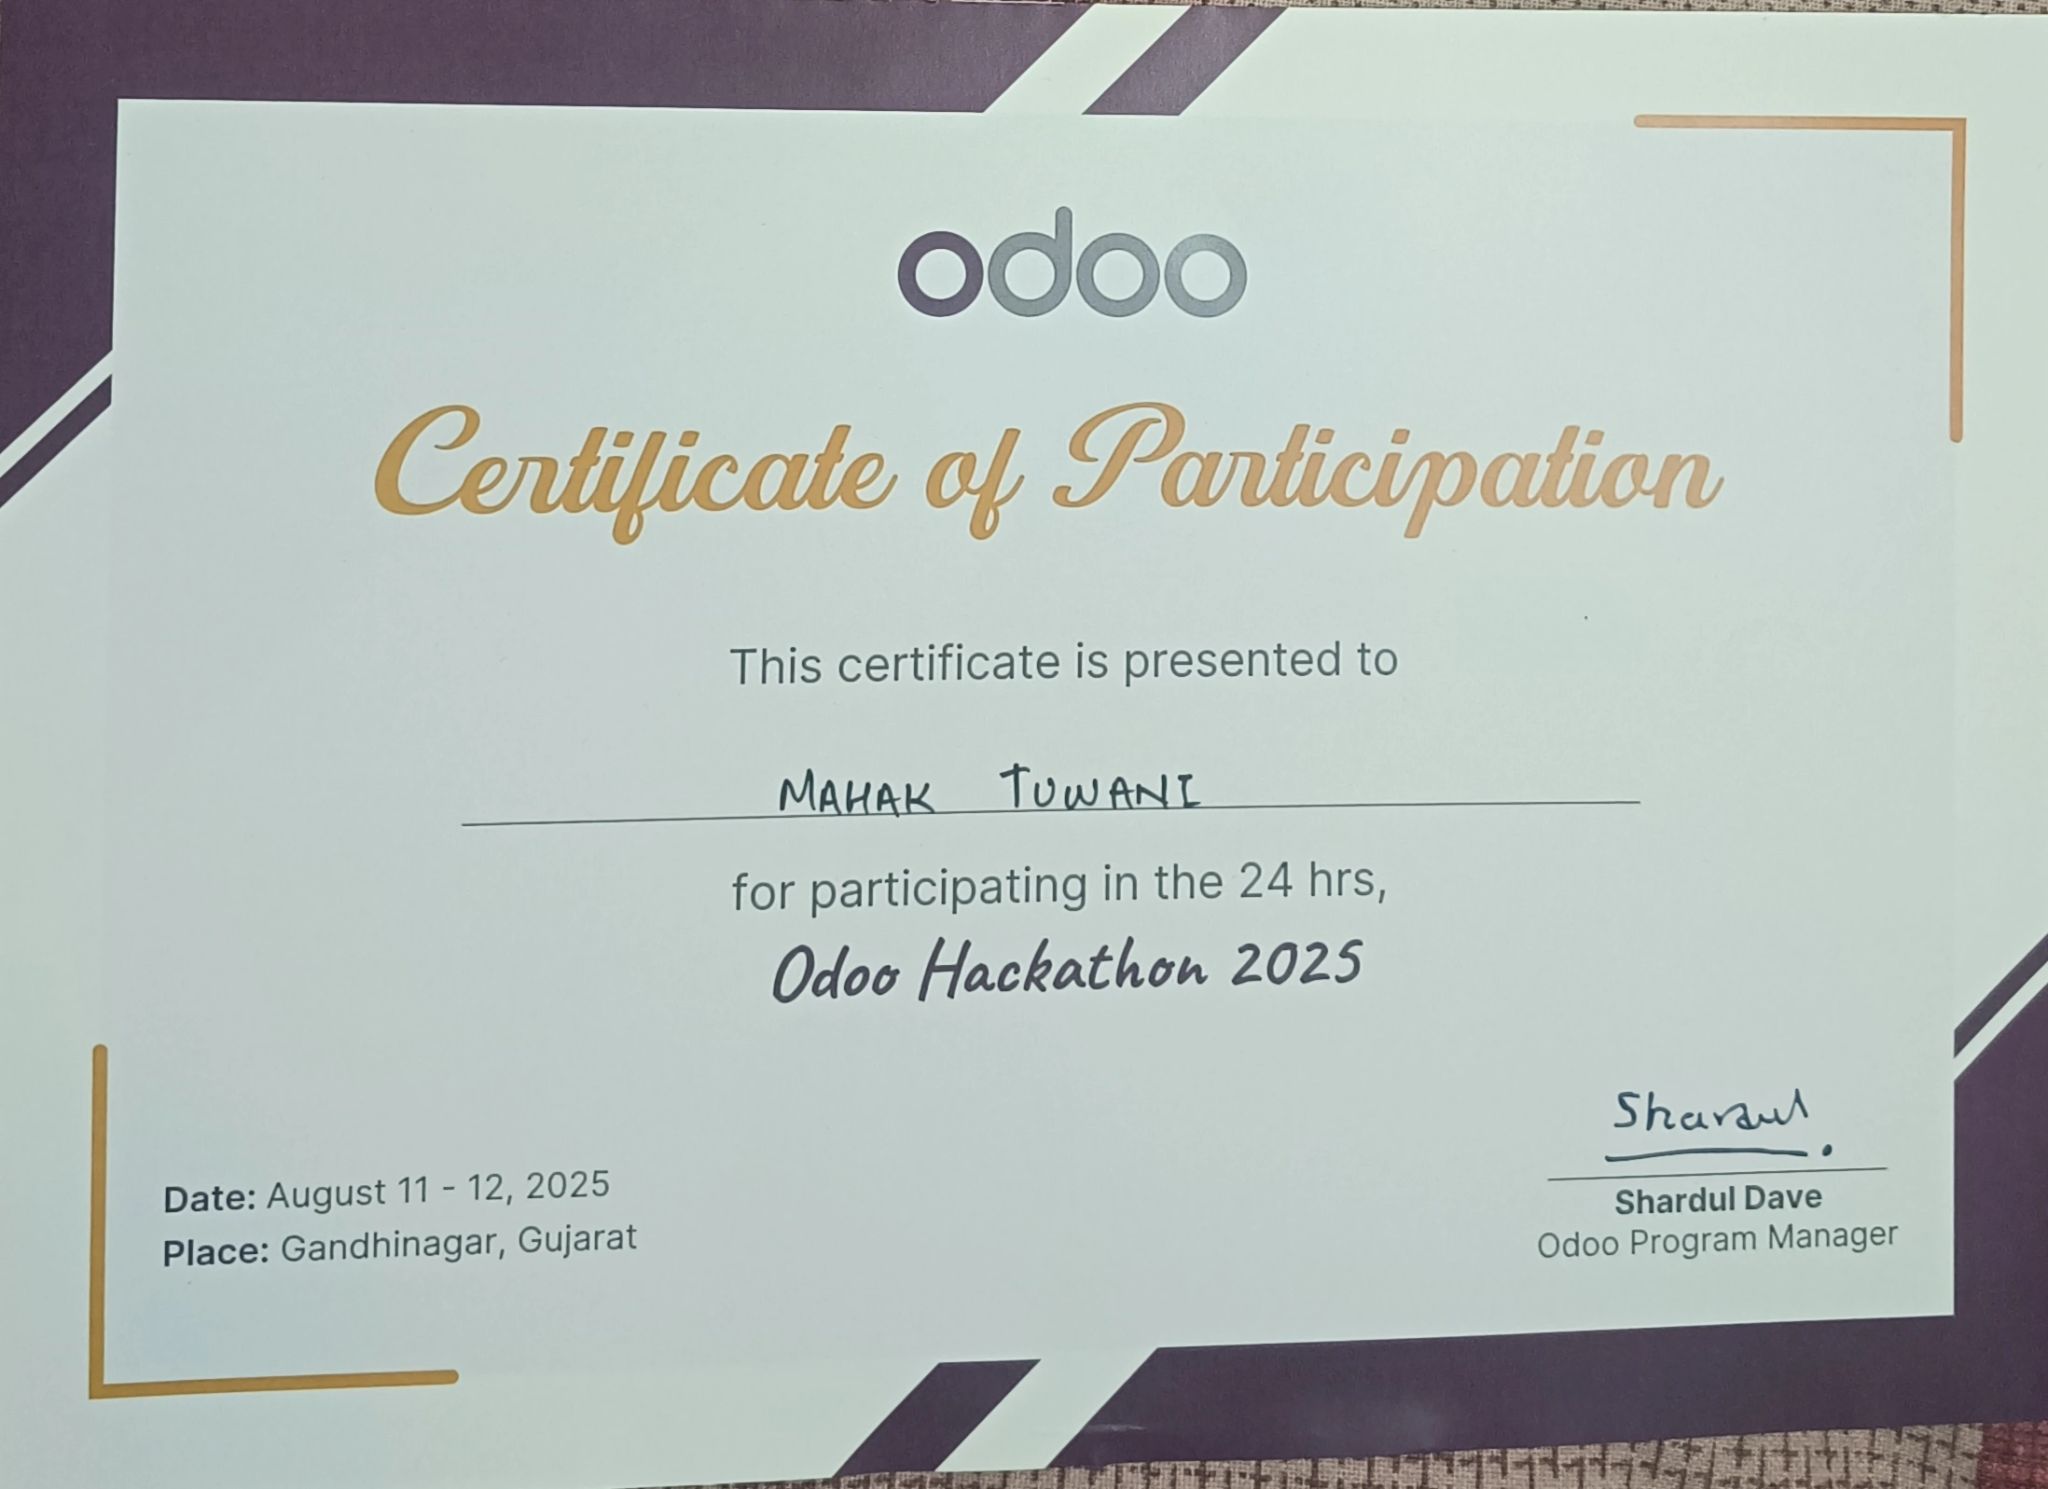 odoo
Certificate of Participation
This certificate is presented to
MAHAK TUWANI
for participating in the 24 hrs,
Odoo Hackathon 2025
Date: August 11 - 12, 2025
Place: Gandhinagar, Gujarat
Shardul
Shardul Dave
Odoo Program Manager